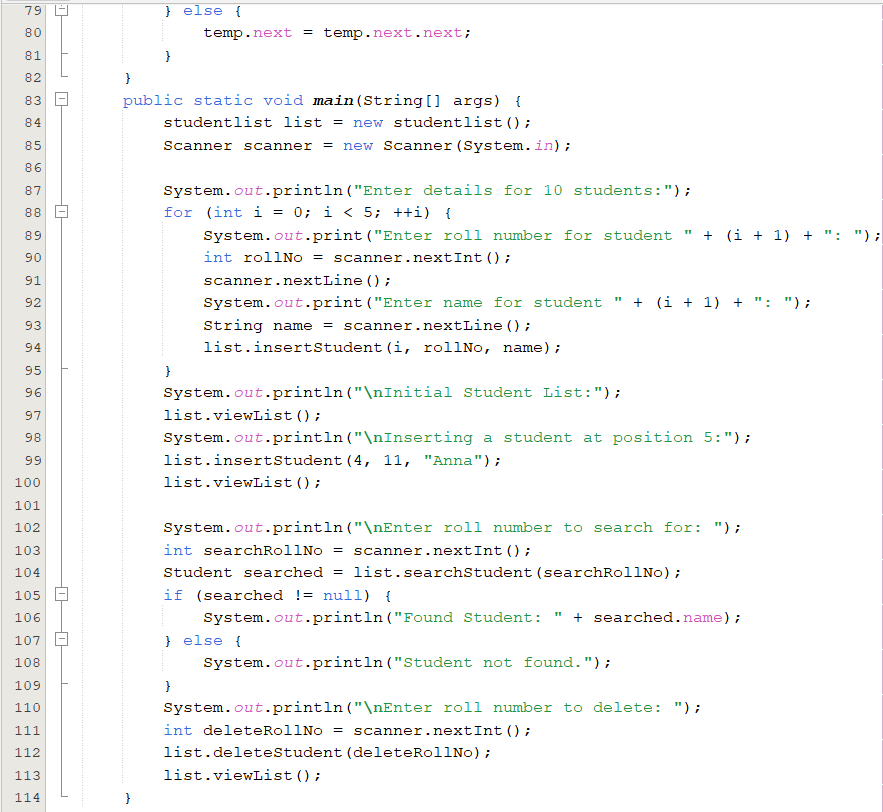 79 } else {
80 temp.next = temp.next.next;
81 }
82 }
83 public static void main(String[] args) {
84 studentlist list = new studentlist();
85 Scanner scanner = new Scanner(System.in);
86
87 System.out.println("Enter details for 10 students:");
88 for (int i = 0; i < 5; ++i) {
89 System.out.print("Enter roll number for student " + (i + 1) + ": ");
90 int rollNo = scanner.nextInt();
91 scanner.nextLine();
92 System.out.print("Enter name for student " + (i + 1) + ": ");
93 String name = scanner.nextLine();
94 list.insertStudent(i, rollNo, name);
95 }
96 System.out.println("\nInitial Student List:");
97 list.viewList();
98 System.out.println("\nInserting a student at position 5:");
99 list.insertStudent(4, 11, "Anna");
100 list.viewList();
101
102 System.out.println("\nEnter roll number to search for: ");
103 int searchRollNo = scanner.nextInt();
104 Student searched = list.searchStudent(searchRollNo);
105 if (searched != null) {
106 System.out.println("Found Student: " + searched.name);
107 } else {
108 System.out.println("Student not found.");
109 }
110 System.out.println("\nEnter roll number to delete: ");
111 int deleteRollNo = scanner.nextInt();
112 list.deleteStudent(deleteRollNo);
113 list.viewList();
114 }